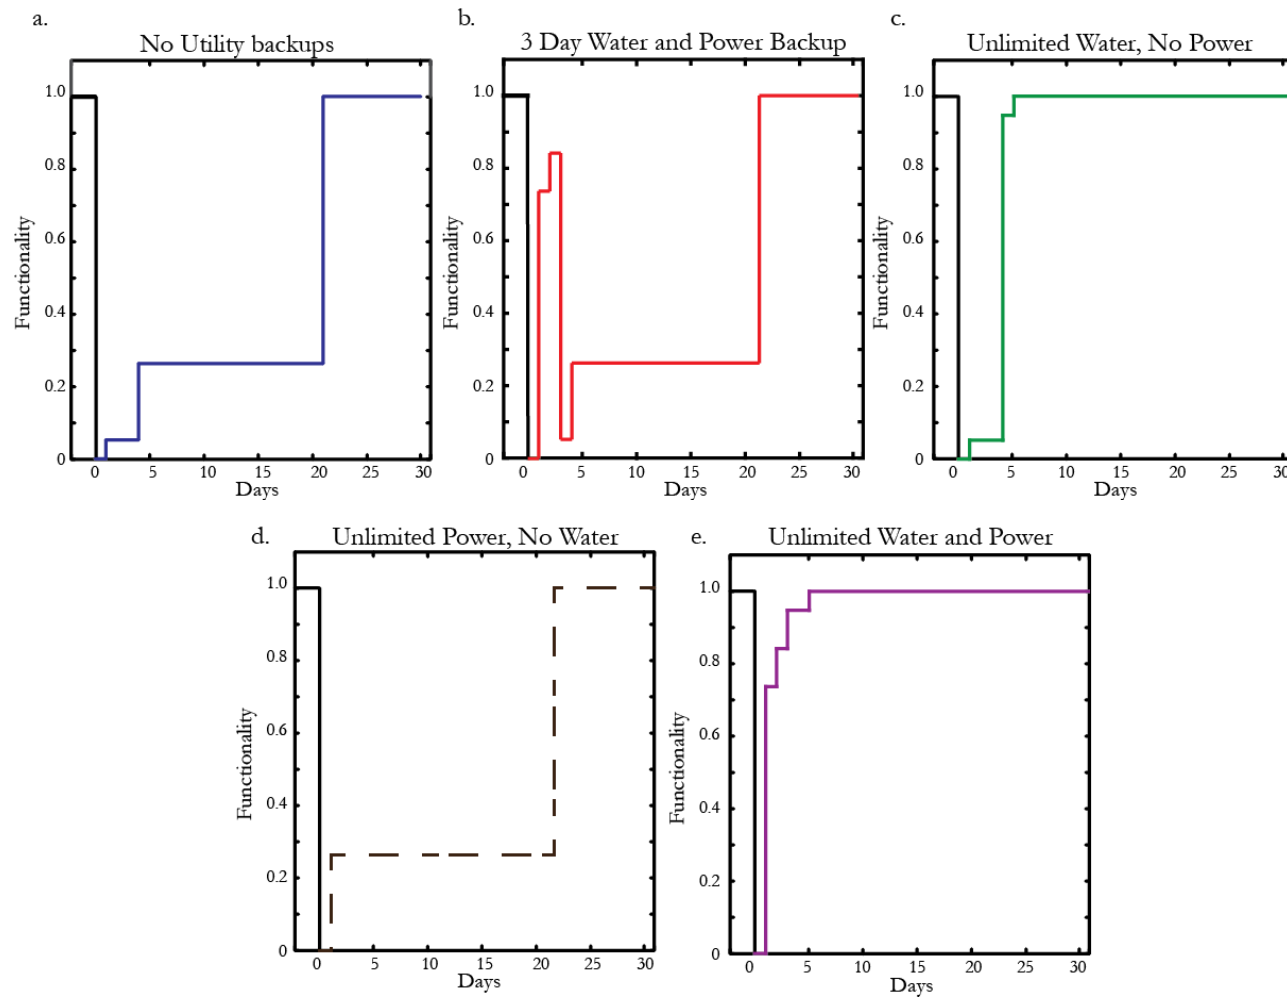 a.
No Utility backups
1.0
0.8
0.6
0.4
0.2
0
Functionality
0 5 10 15 20 25 30
Days
b.
3 Day Water and Power Backup
1.0
0.8
0.6
0.4
0.2
0
Functionality
0 5 10 15 20 25 30
Days
c.
Unlimited Water, No Power
1.0
0.8
0.6
0.4
0.2
0
Functionality
0 5 10 15 20 25 30
Days
d.
Unlimited Power, No Water
1.0
0.8
0.6
0.4
0.2
0
Functionality
0 5 10 15 20 25 30
Days
e.
Unlimited Water and Power
1.0
0.8
0.6
0.4
0.2
0
Functionality
0 5 10 15 20 25 30
Days